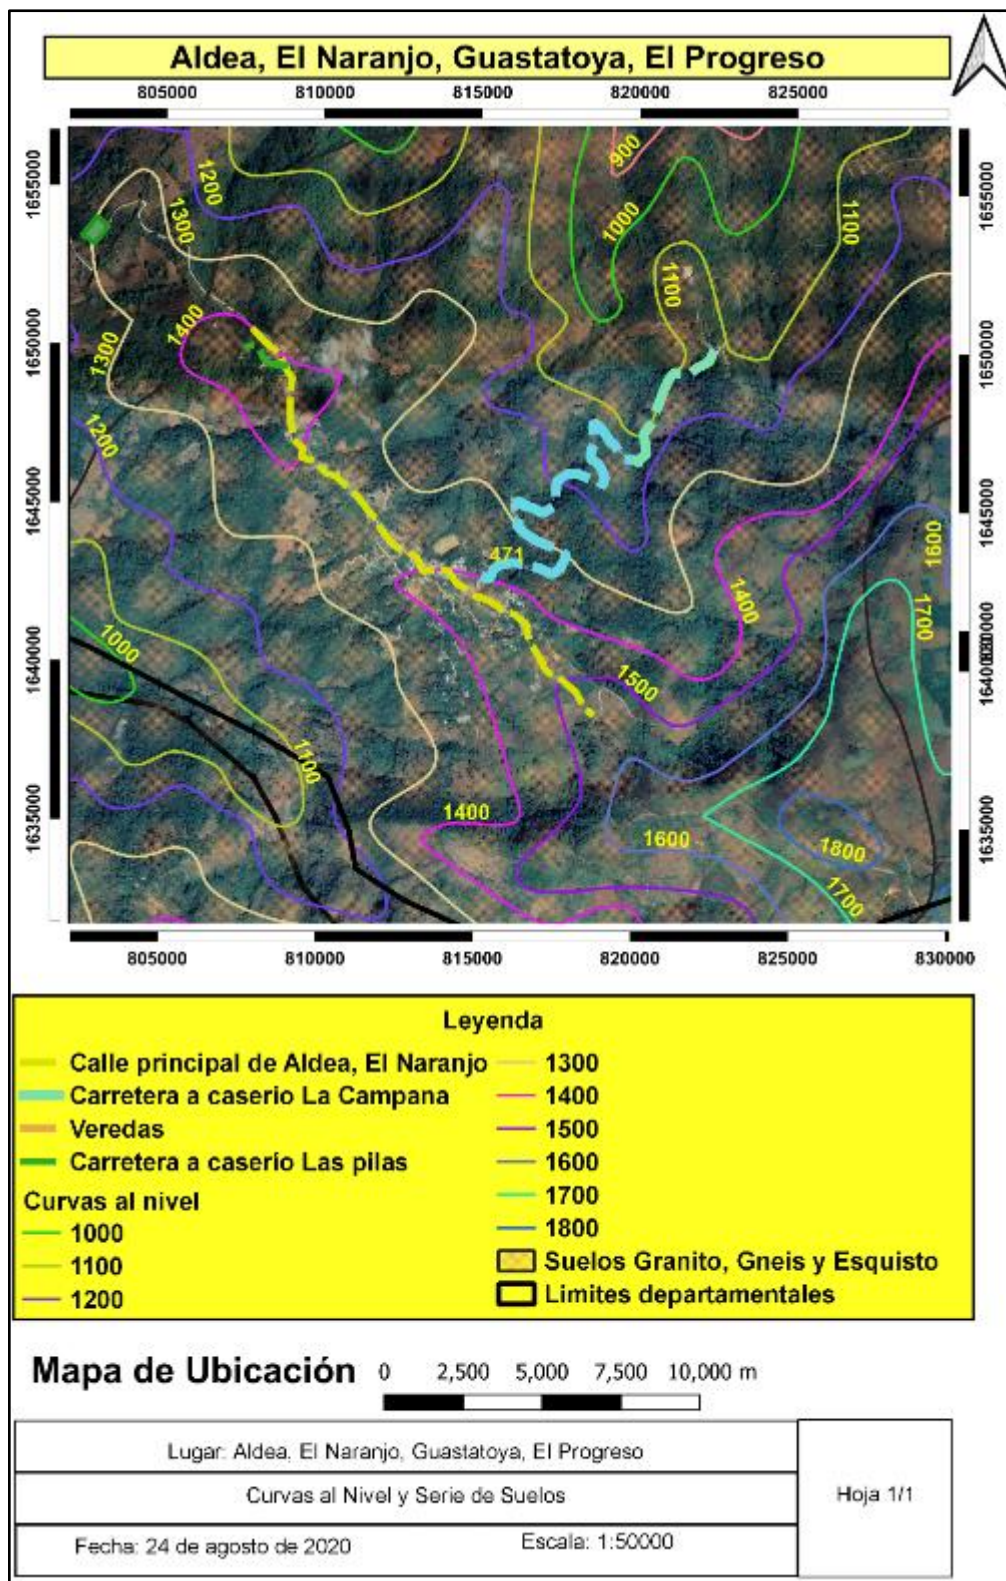 Aldea, El Naranjo, Guastatoya, El Progreso
805000 810000 815000 820000 825000
1655000
1650000
1645000
1640000
1635000
1655000
1650000
1645000
1635000
1200
1300
900
1000
1100
1100
1400
1300
1200
471
1600
1700
1400
1500
1000
1100
1400
1600
1800
1700
805000 810000 815000 820000 825000 830000
Leyenda
Calle principal de Aldea, El Naranjo
Carretera a caserio La Campana
Veredas
Carretera a caserío Las pilas
Curvas al nivel
1000
1100
1200
1300
1400
1500
1600
1700
1800
Suelos Granito, Gneis y Esquisto
Limites departamentales
Mapa de Ubicación
0 2,500 5,000 7,500 10,000 m
Lugar: Aldea, El Naranjo, Guastatoya, El Progreso
Curvas al Nivel y Serie de Suelos
Fecha: 24 de agosto de 2020 Escala: 1:50000
Hoja 1/1